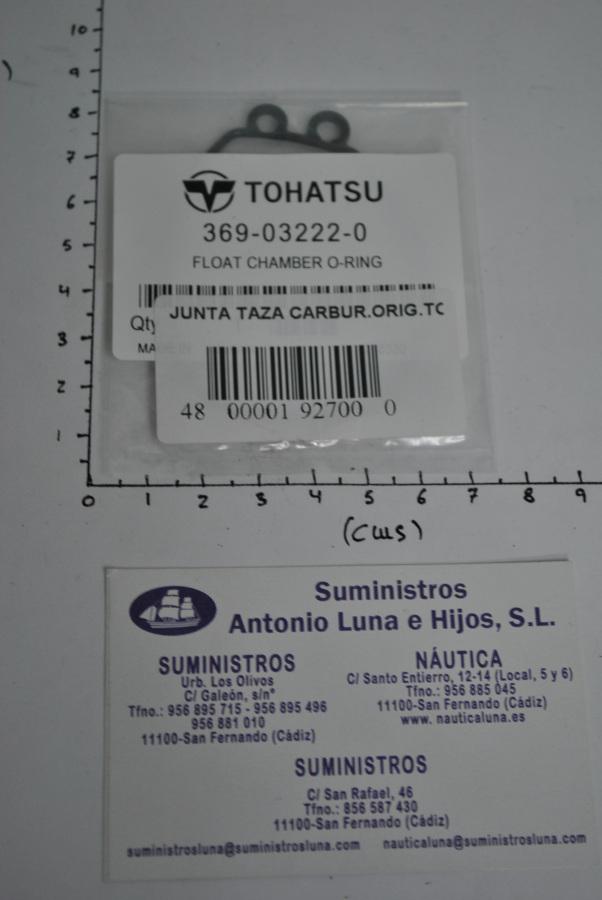 10
9
8
7
6
5
4
3
2
1
0 1 2 3 4 5 6 7 8 9
(cms)
TOHATSU
369-03222-0
FLOAT CHAMBER O-RING
Qty
MADE IN
JUNTA TAZA CARBUR.ORIG.TO
48 00001 92700 0
Suministros
Antonio Luna e Hijos, S.L.
SUMINISTROS
Urb. Los Olivos
C/ Galeón, s/nº
Tfno.: 956 895 715 - 956 895 496
956 881 010
11100-San Fernando (Cádiz)
NÁUTICA
C/ Santo Entierro, 12-14 (Local, 5 y 6)
Tfno.: 956 885 045
11100-San Fernando (Cádiz)
www. nauticaluna.es
SUMINISTROS
C/ San Rafael, 46
Tfno.: 856 587 430
11100-San Fernando (Cádiz)
suministrosluna@suministrosluna.com nauticaluna@suministrosluna.com